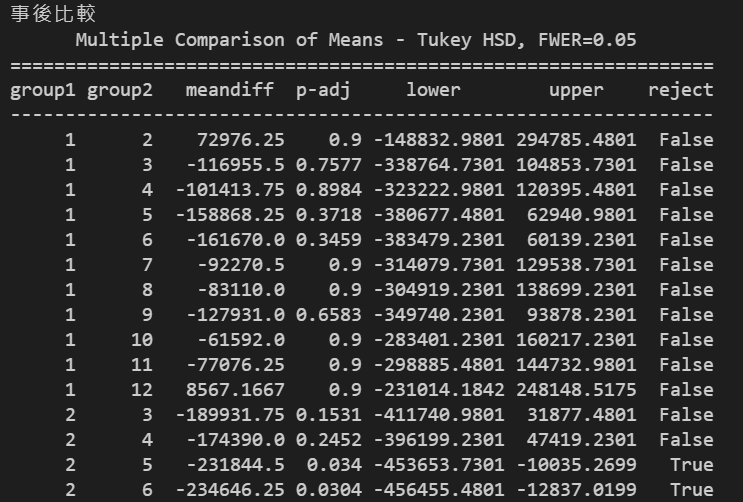 事後比較
Multiple Comparison of Means - Tukey HSD, FWER=0.05
================================================================
group1 group2 meandiff p-adj lower upper reject
----------------------------------------------------------------
1 2 72976.25 0.9 -148832.9801 294785.4801 False
1 3 -116955.5 0.7577 -338764.7301 104853.7301 False
1 4 -101413.75 0.8984 -323222.9801 120395.4801 False
1 5 -158868.25 0.3718 -380677.4801 62940.9801 False
1 6 -161670.0 0.3459 -383479.2301 60139.2301 False
1 7 -92270.5 0.9 -314079.7301 129538.7301 False
1 8 -83110.0 0.9 -304919.2301 138699.2301 False
1 9 -127931.0 0.6583 -349740.2301 93878.2301 False
1 10 -61592.0 0.9 -283401.2301 160217.2301 False
1 11 -77076.25 0.9 -298885.4801 144732.9801 False
1 12 8567.1667 0.9 -231014.1842 248148.5175 False
2 3 -189931.75 0.1531 -411740.9801 31877.4801 False
2 4 -174390.0 0.2452 -396199.2301 47419.2301 False
2 5 -231844.5 0.034 -453653.7301 -10035.2699 True
2 6 -234646.25 0.0304 -456455.4801 -12837.0199 True